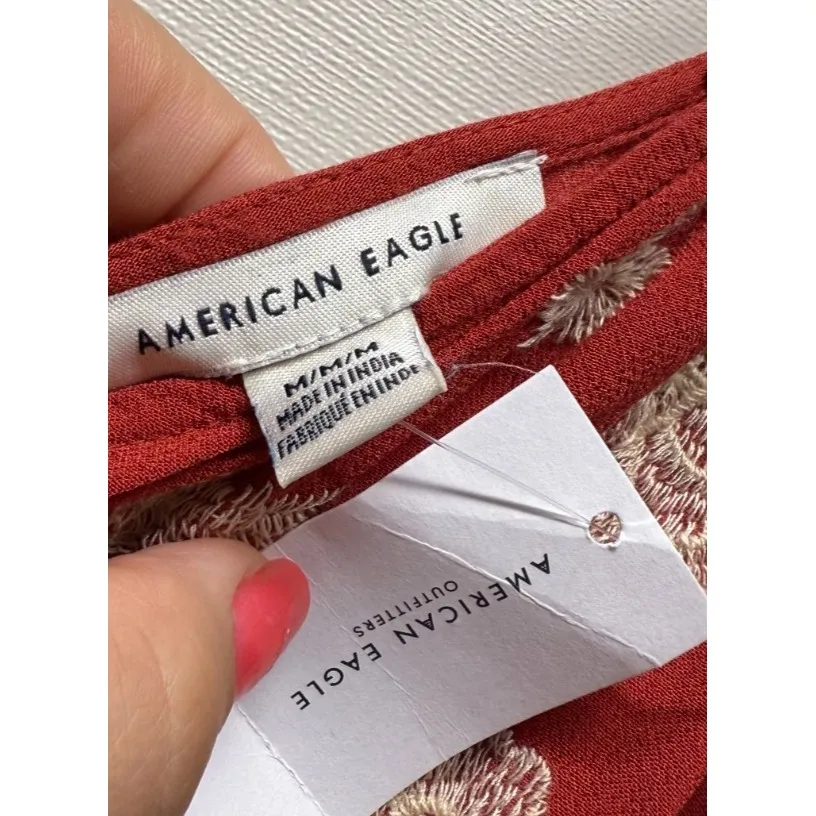 AMERICAN EAGLE
M/M/M
MADE IN INDIA
FABRIQUÉ EN INDE
AMERICAN EAGLE
OUTFITTERS